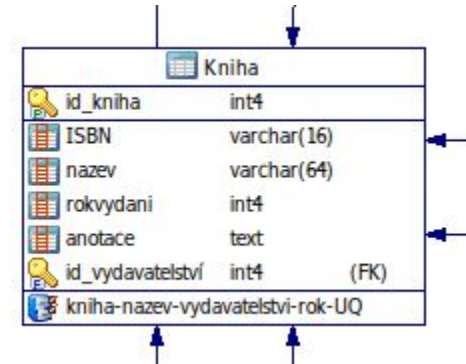 Kniha
id_kniha int4
ISBN varchar(16)
nazev varchar(64)
rokvydani int4
anotace text
id_vydavatelství int4 (FK)
kniha-nazev-vydavatelstvi-rok-UQ